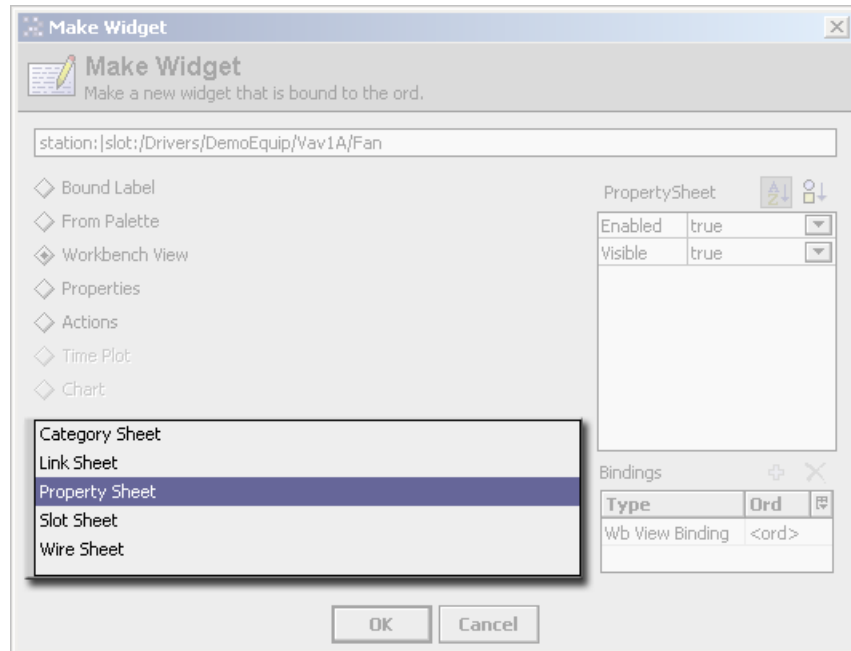 Make Widget
Make Widget
Make a new widget that is bound to the ord.
station:|slot:/Drivers/DemoEquip/Vav1A/Fan
Bound Label
From Palette
Workbench View
Properties
Actions
Time Plot
Chart
Category Sheet
Link Sheet
Property Sheet
Slot Sheet
Wire Sheet
PropertySheet
Enabled true
Visible true
Bindings
Type Ord
Wb View Binding <ord>
OK Cancel